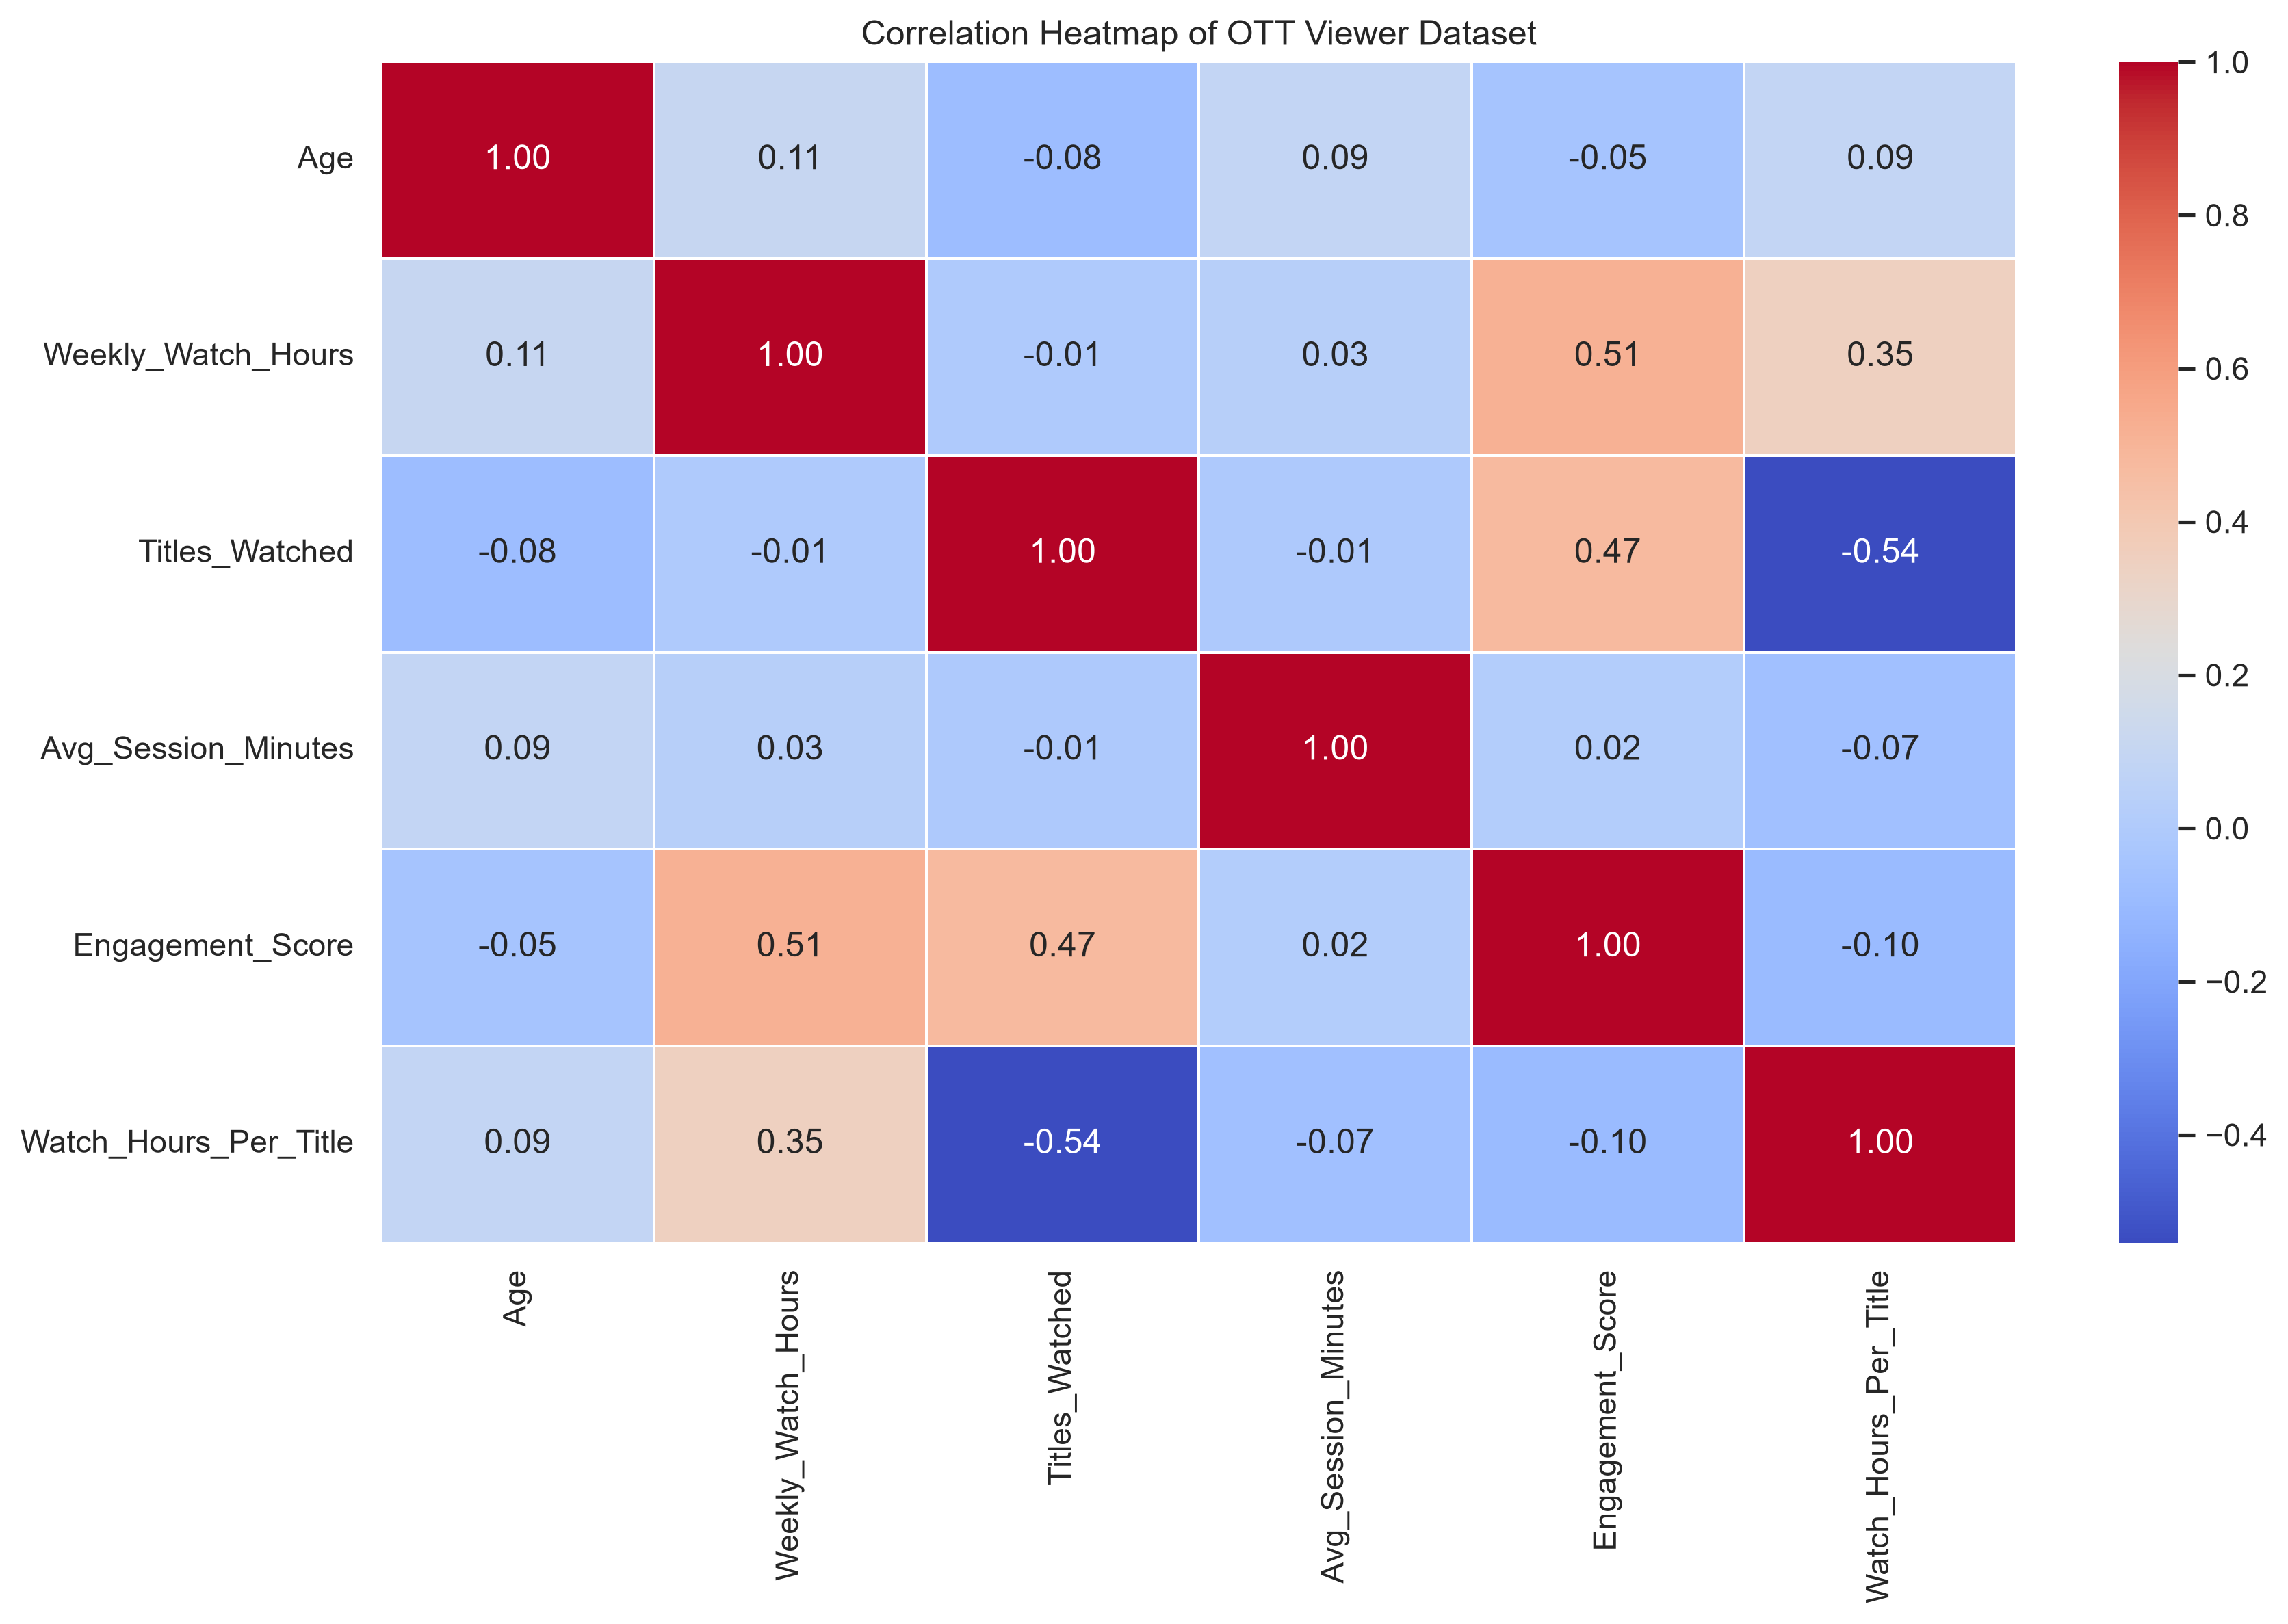 Correlation Heatmap of OTT Viewer Dataset
Age 1.00 0.11 -0.08 0.09 -0.05 0.09
Weekly_Watch_Hours 0.11 1.00 -0.01 0.03 0.51 0.35
Titles_Watched -0.08 -0.01 1.00 -0.01 0.47 -0.54
Avg_Session_Minutes 0.09 0.03 -0.01 1.00 0.02 -0.07
Engagement_Score -0.05 0.51 0.47 0.02 1.00 -0.10
Watch_Hours_Per_Title 0.09 0.35 -0.54 -0.07 -0.10 1.00
Age
Weekly_Watch_Hours
Titles_Watched
Avg_Session_Minutes
Engagement_Score
Watch_Hours_Per_Title
1.0
0.8
0.6
0.4
0.2
0.0
−0.2
−0.4